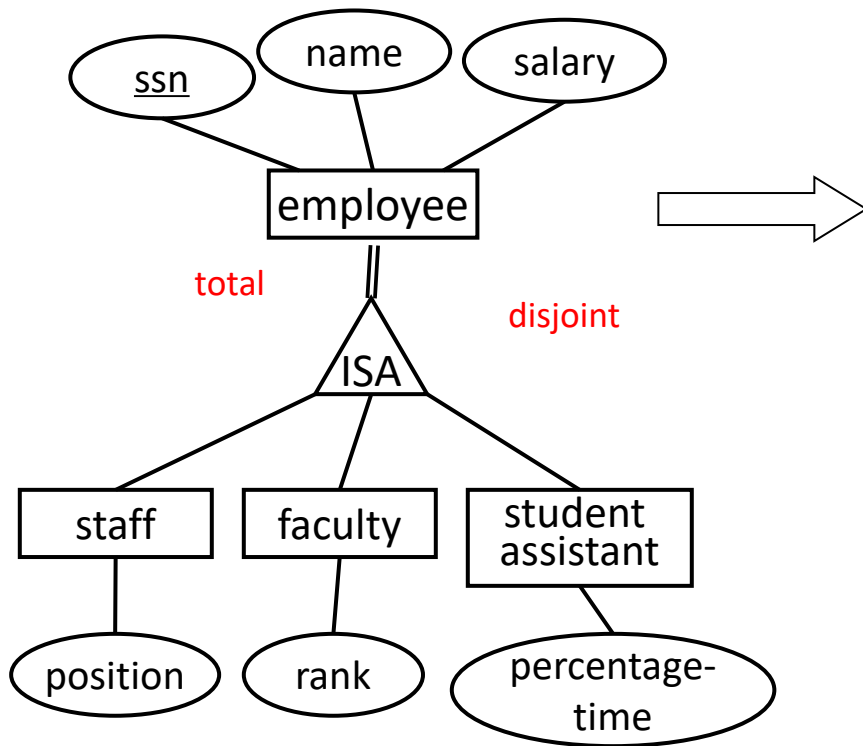 ssn
name
salary
employee
total
disjoint
ISA
staff
faculty
student
assistant
position
rank
percentage-
time